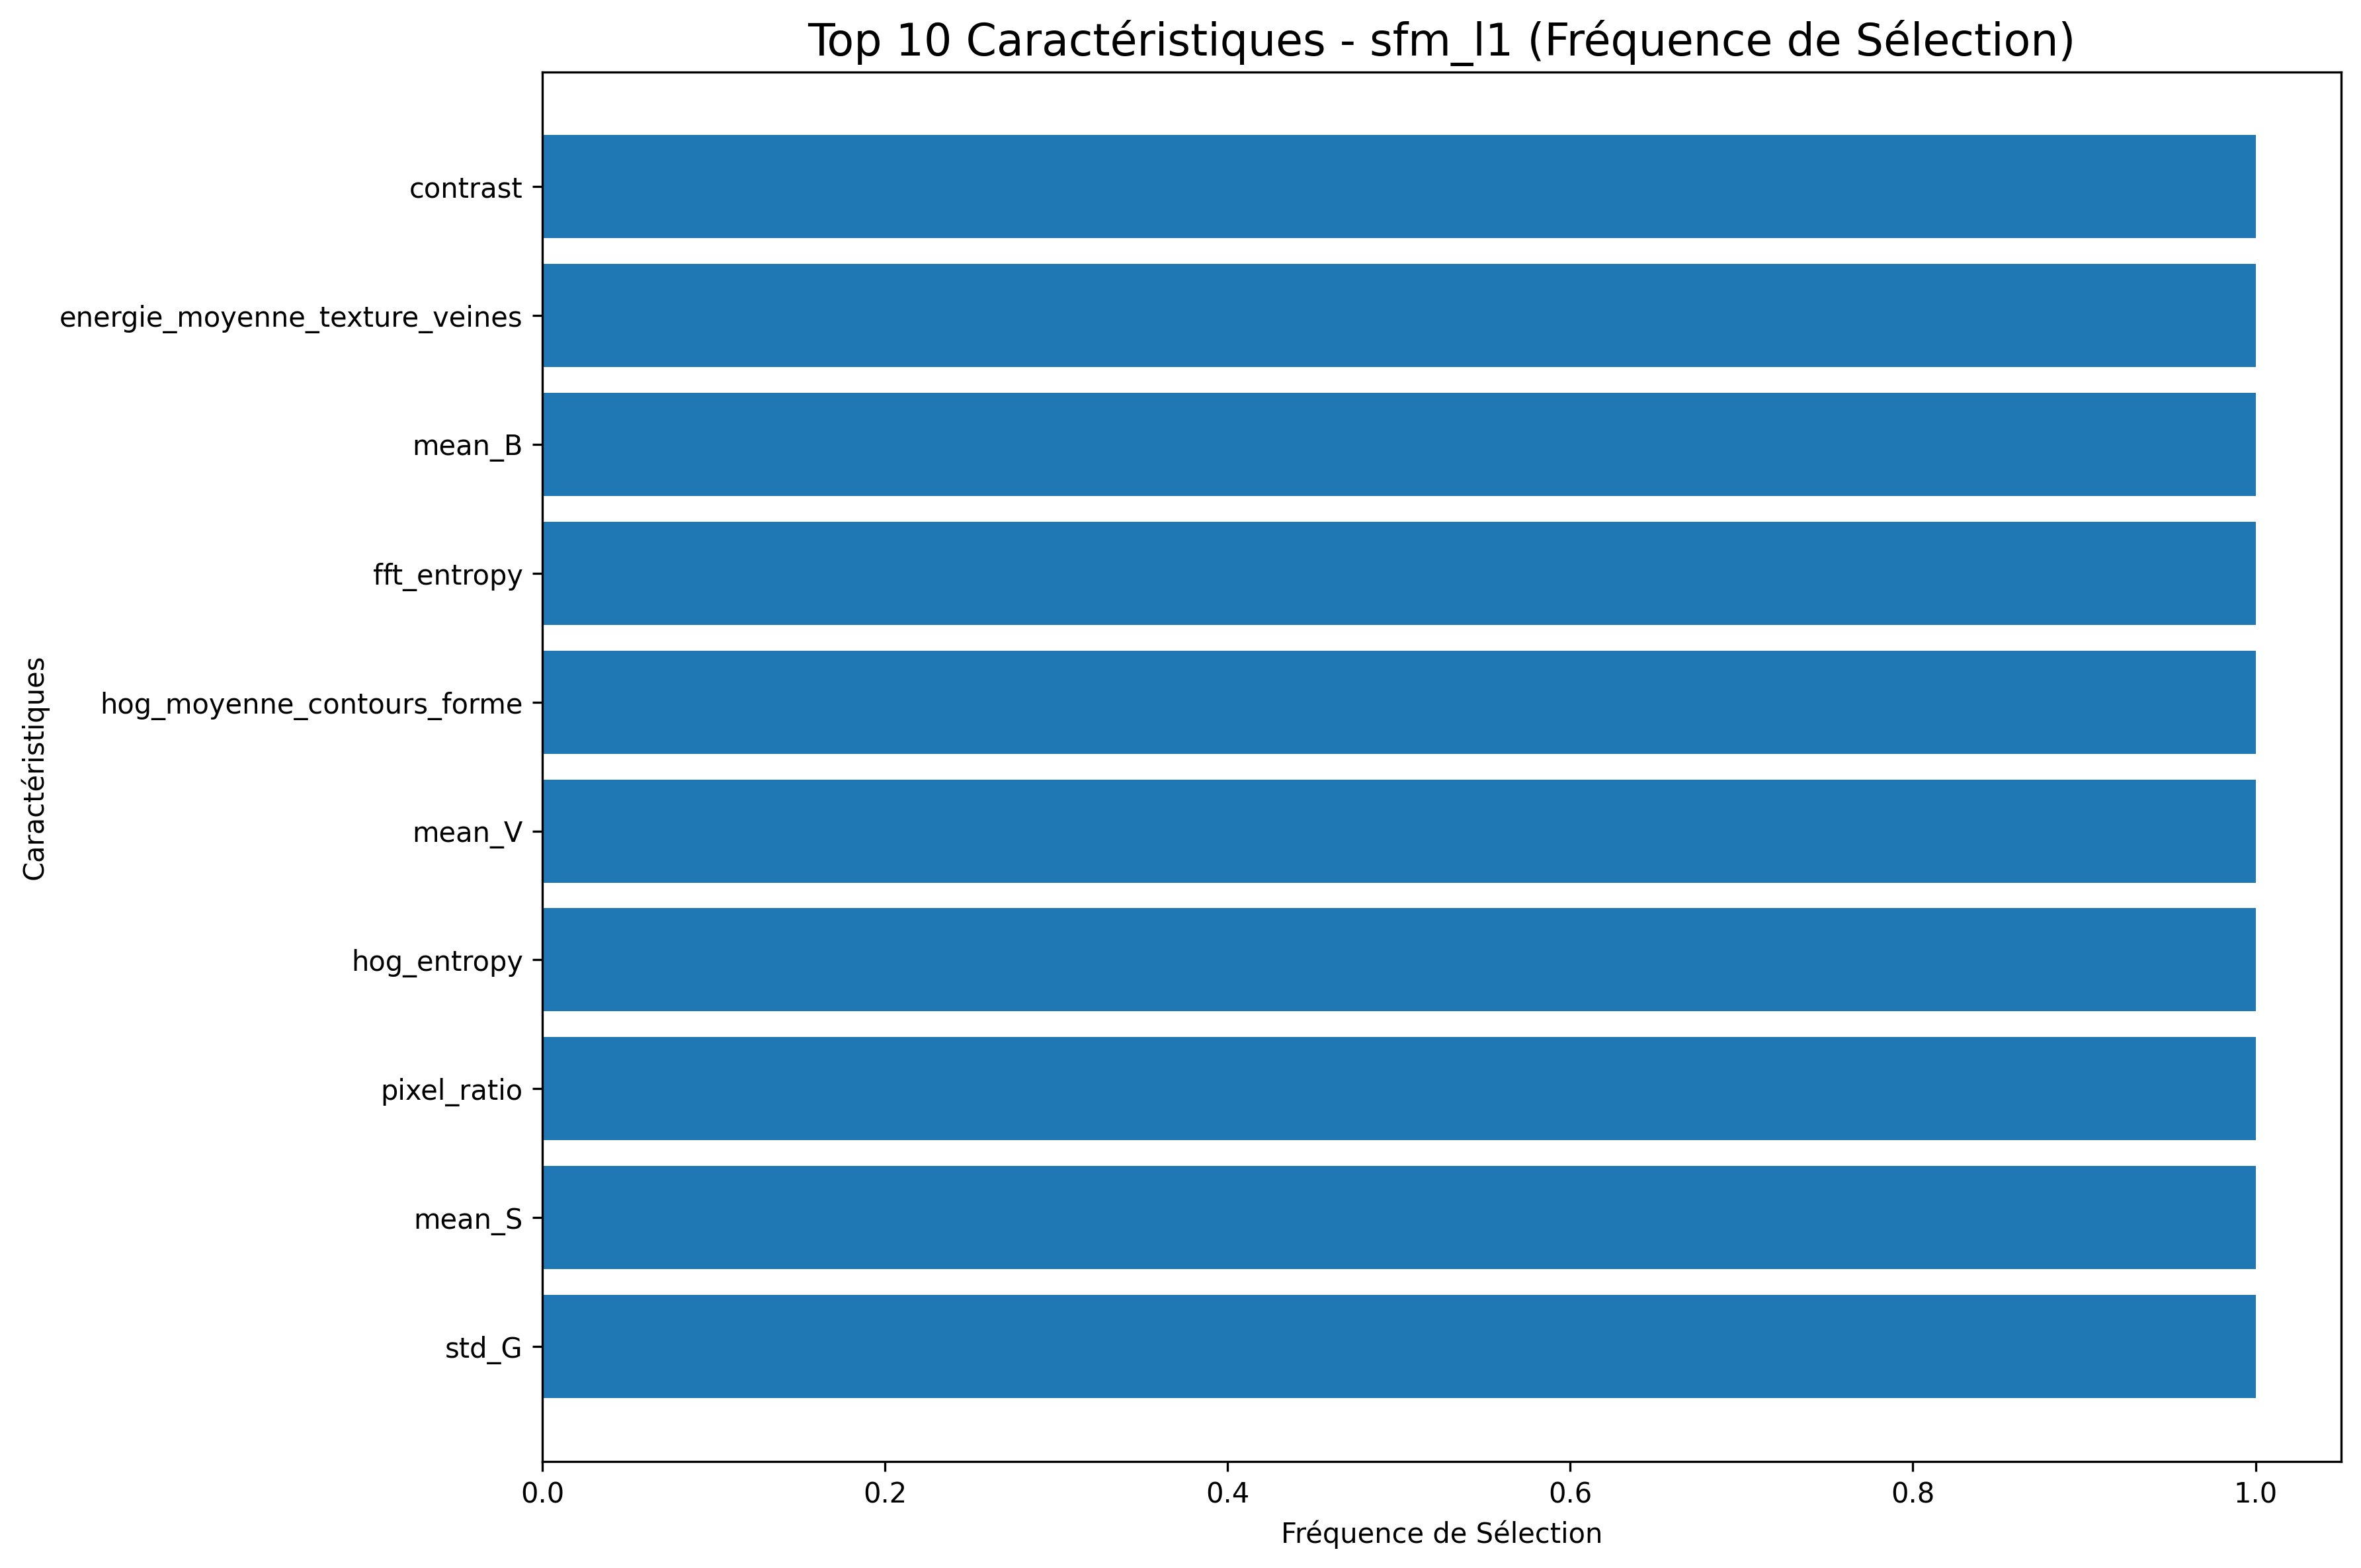 Top 10 Caractéristiques - sfm_l1 (Fréquence de Sélection)
contrast
energie_moyenne_texture_veines
mean_B
fft_entropy
hog_moyenne_contours_forme
mean_V
hog_entropy
pixel_ratio
mean_S
std_G
Caractéristiques
0.0 0.2 0.4 0.6 0.8 1.0
Fréquence de Sélection